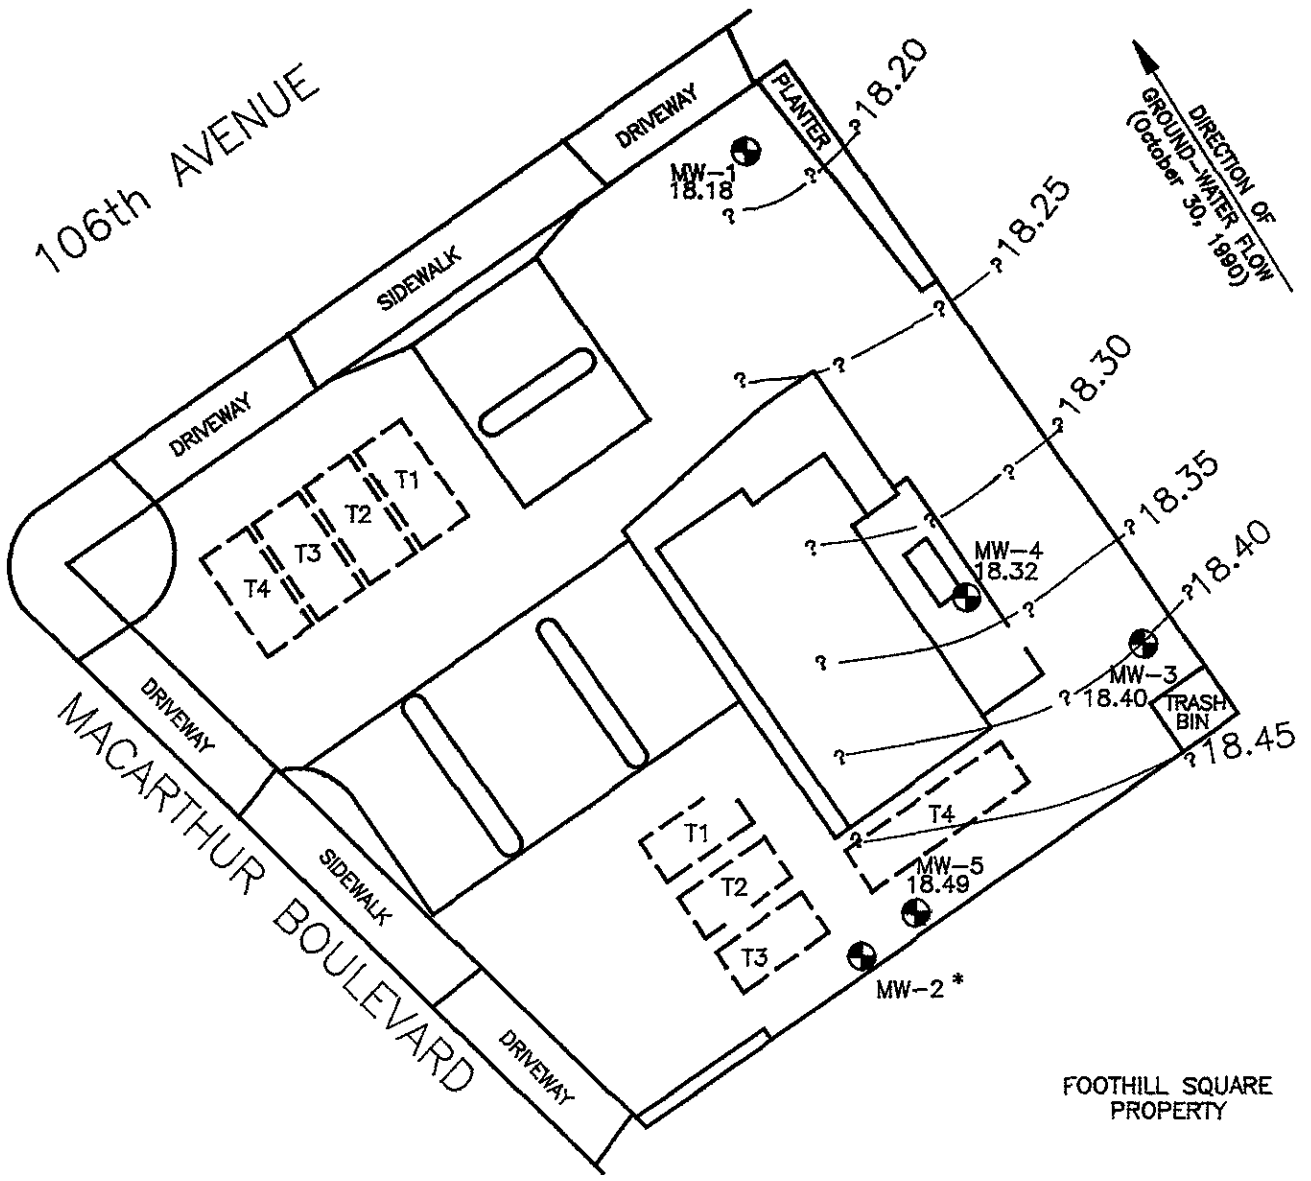 106th AVENUE
DRIVEWAY
PLANTER
? 18.20
?
?
MW-1
18.18
DIRECTION OF
GROUND-WATER FLOW
(October 30, 1990)
SIDEWALK
? 18.25
?
?
?
DRIVEWAY
? 18.30
?
?
?
T1
T2
T3
T4
? 18.35
?
?
MW-4
18.32
? 18.40
?
?
MW-3
18.40
TRASH
BIN
? 18.45
?
DRIVEWAY
MACARTHUR BOULEVARD
SIDEWALK
T1
T2
T3
T4
MW-5
18.49
MW-2 *
DRIVEWAY
FOOTHILL SQUARE
PROPERTY